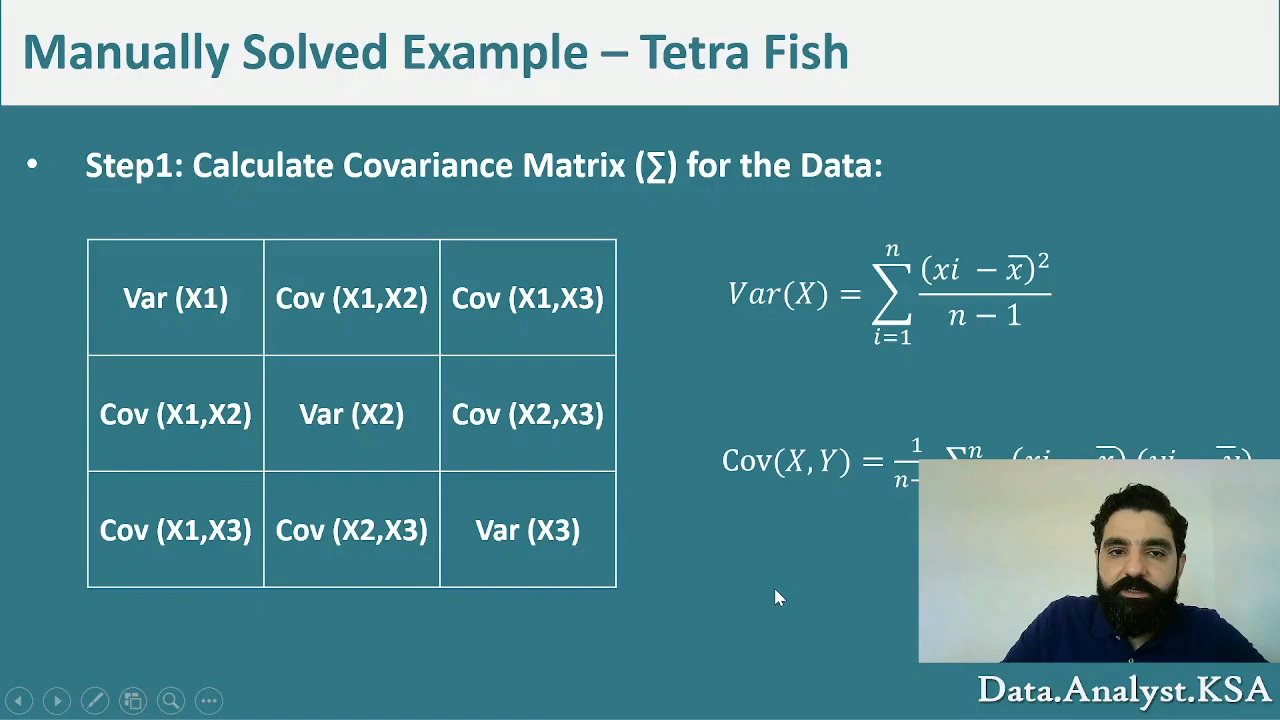 Manually Solved Example – Tetra Fish
• Step1: Calculate Covariance Matrix (∑) for the Data:
Var (X1) Cov (X1,X2) Cov (X1,X3)
Cov (X1,X2) Var (X2) Cov (X2,X3)
Cov (X1,X3) Cov (X2,X3) Var (X3)
n
Var(X) = ∑ (xi − x̅)² / n − 1
i=1
Cov(X,Y) = 1
n−
Data.Analyst.KSA